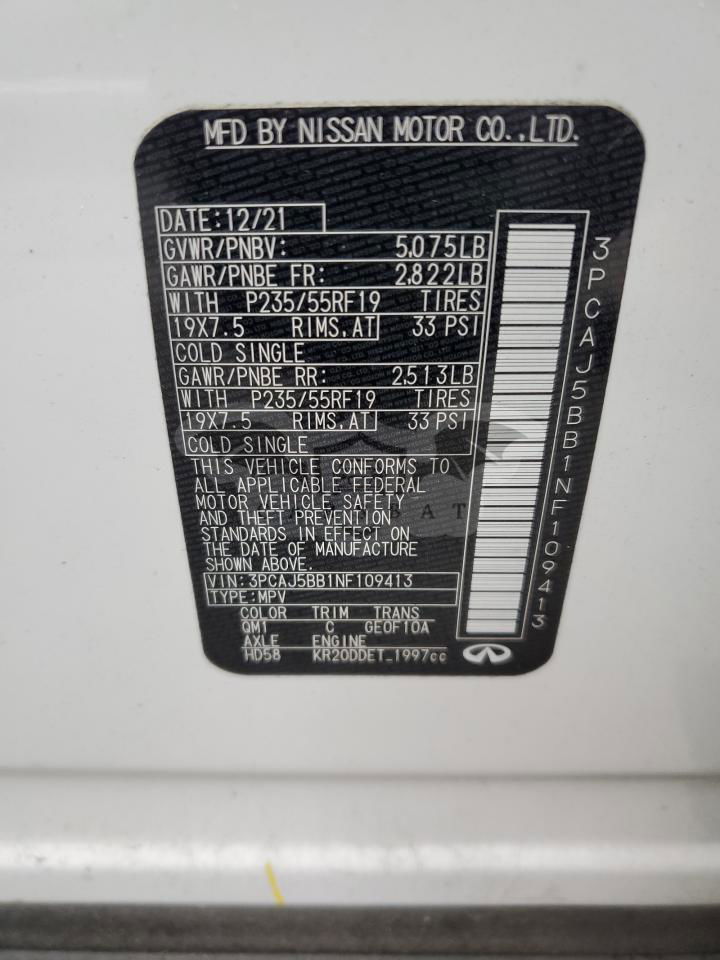 MFD BY NISSAN MOTOR CO.,LTD.
DATE:12/21
GVWR/PNBV: 5,075LB
GAWR/PNBE FR: 2,822LB
WITH P235/55RF19 TIRES
19X7.5 RIMS,AT 33 PSI
COLD SINGLE
GAWR/PNBE RR: 2,513LB
WITH P235/55RF19 TIRES
19X7.5 RIMS,AT 33 PSI
COLD SINGLE
THIS VEHICLE CONFORMS TO
ALL APPLICABLE FEDERAL
MOTOR VEHICLE SAFETY
AND THEFT PREVENTION
STANDARDS IN EFFECT ON
THE DATE OF MANUFACTURE
SHOWN ABOVE.
VIN:3PCAJ5BB1NF109413
TYPE:MPV
COLOR TRIM TRANS
QM1 C GE0F10A
AXLE ENGINE
HD58 KR20DDET_1997cc
3PCAJ5BB1NF109413